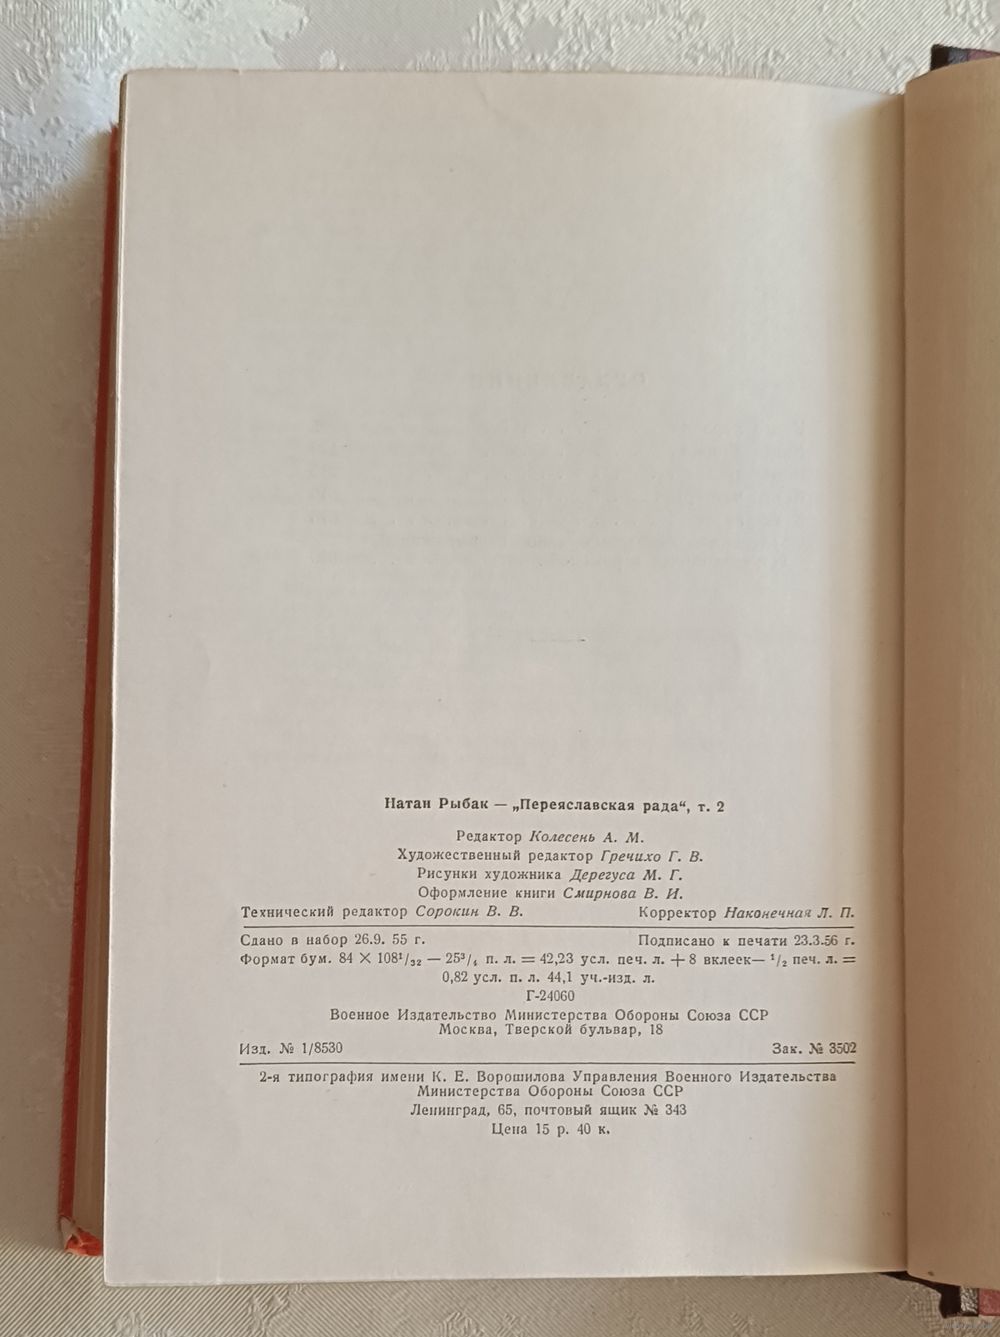 Натан Рыбак — „Переяславская рада“, т. 2
Редактор Колесень А. М.
Художественный редактор Гречихо Г. В.
Рисунки художника Дерегуса М. Г.
Оформление книги Смирнова В. И.
Технический редактор Сорокин В. В. Корректор Наконечная Л. П.
Сдано в набор 26.9. 55 г. Подписано к печати 23.3.56 г.
Формат бум. 84 × 108¹/₃₂ — 25³/₄ п. л. = 42,23 усл. печ. л. + 8 вклеек— ¹/₂ печ. л. =
0,82 усл. п. л. 44,1 уч.-изд. л.
Г-24060
Военное Издательство Министерства Обороны Союза ССР
Москва, Тверской бульвар, 18
Изд. № 1/8530 Зак. № 3502
2-я типография имени К. Е. Ворошилова Управления Военного Издательства
Министерства Обороны Союза ССР
Ленинград, 65, почтовый ящик № 343
Цена 15 р. 40 к.